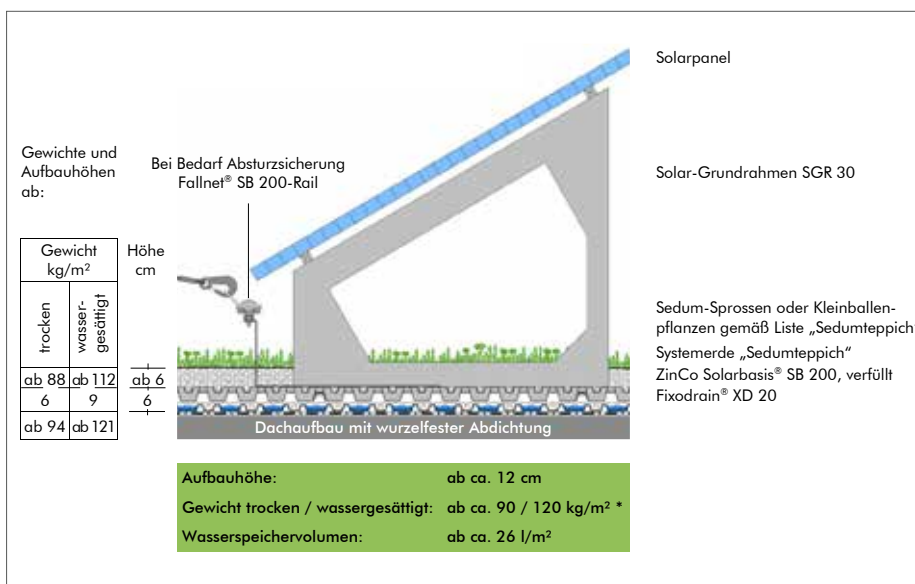 Solarpanel
Gewichte und
Aufbauhöhen
ab:
Bei Bedarf Absturzsicherung
Fallnet® SB 200-Rail
Solar-Grundrahmen SGR 30
Gewicht
kg/m²
Höhe
cm
trocken
wasser-
gesättigt
ab 88 ab 112 ab 6
6 9 6
ab 94 ab 121
Sedum-Sprossen oder Kleinballen-
pflanzen gemäß Liste „Sedumteppich“
Systemerde „Sedumteppich“
ZinCo Solarbasis® SB 200, verfüllt
Fixodrain® XD 20
Dachaufbau mit wurzelfester Abdichtung
Aufbauhöhe: ab ca. 12 cm
Gewicht trocken / wassergesättigt: ab ca. 90 / 120 kg/m² *
Wasserspeichervolumen: ab ca. 26 l/m²